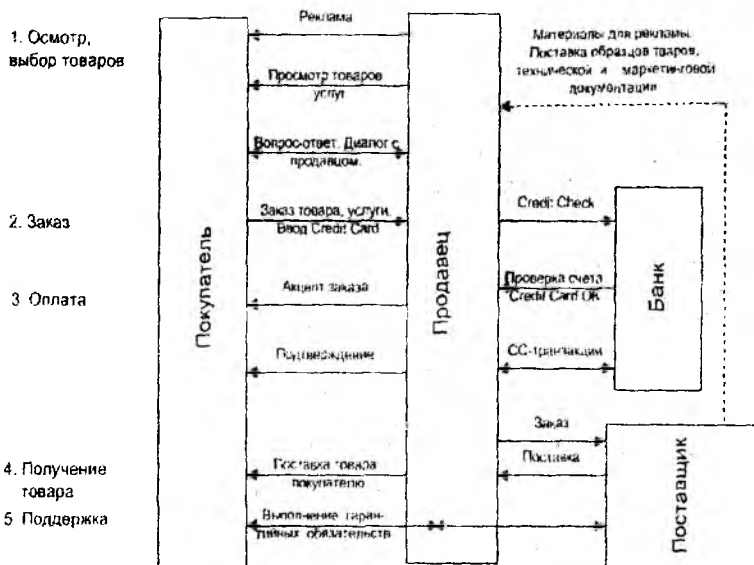 1. Осмотр,
выбор товаров
2. Заказ
3 Оплата
4. Получение
товара
5 Поддержка
Покупатель
Реклама
Просмотр товаров
услуг
Вопрос-ответ. Диалог с
продавцом.
Заказ товара, услуги.
Ввод Credit Card
Акцепт заказа
Подтверждение
Поставка товара
покупателю
Выполнение гаран-
тийных обязательств
Продавец
Материалы для рекламы.
Поставка образцов товаров,
технической и маркетинговой
документации
Credit Check
Проверка счета
"Credit Card OK
CC-транзакции
Заказ
Поставка
Банк
Поставщик